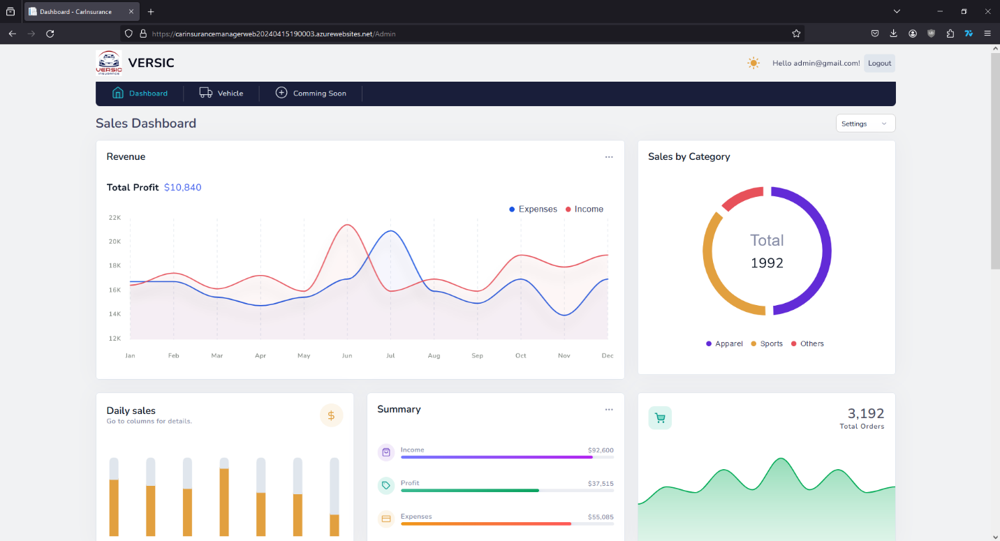 Dashboard - CarInsurance
https://carinsurancemanagerweb20240415190003.azurewebsites.net/Admin
VERSIC
INSURANCE
VERSIC
Hello admin@gmail.com!
Logout
Dashboard
Vehicle
Comming Soon
Sales Dashboard
Settings
Revenue
Total Profit $10,840
Expenses
Income
22K
20K
18K
16K
14K
12K
Jan Feb Mar Apr May Jun Jul Aug Sep Oct Nov Dec
Sales by Category
Total
1992
Apparel Sports Others
Daily sales
Go to columns for details.
$
Summary
Income $92,600
Profit $37,515
Expenses $55,085
3,192
Total Orders